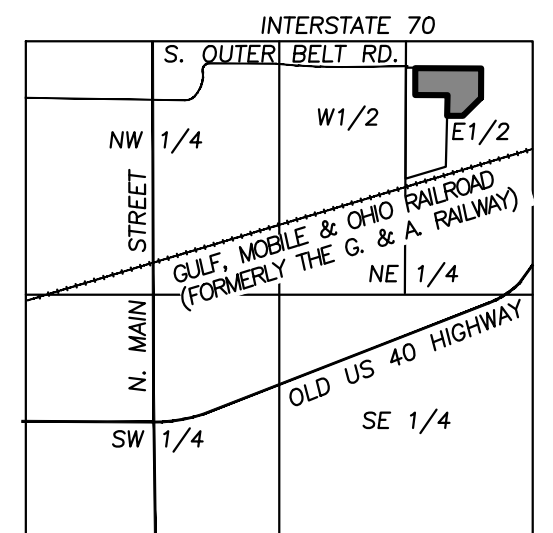 INTERSTATE 70
S. OUTER BELT RD.
W1/2
E1/2
NW 1/4
N. MAIN STREET
GULF, MOBILE & OHIO RAILROAD
(FORMERLY THE G. & A. RAILWAY)
NE 1/4
OLD US 40 HIGHWAY
SW 1/4
SE 1/4